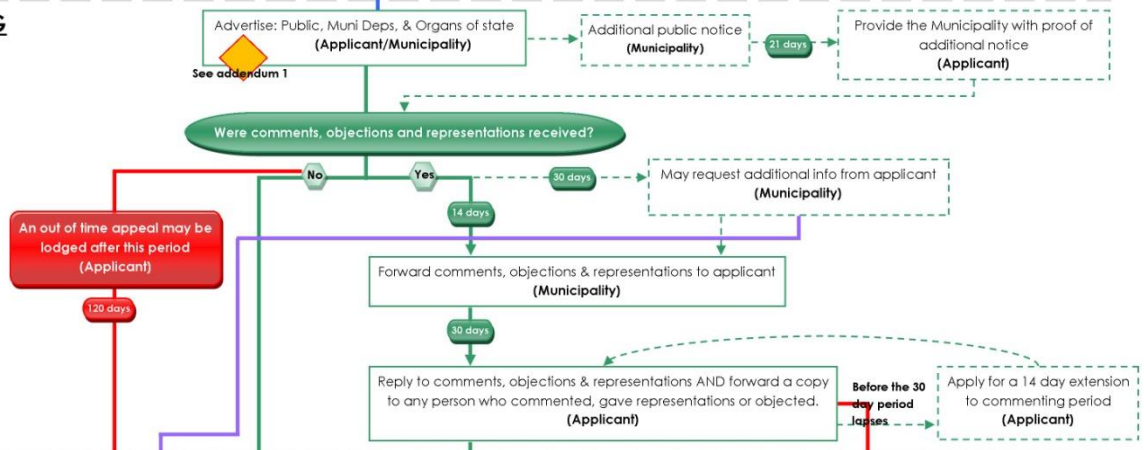 G
Advertise: Public, Muni Deps, & Organs of state
(Applicant/Municipality)
See addendum 1
Additional public notice
(Municipality)
21 days
Provide the Municipality with proof of
additional notice
(Applicant)
Were comments, objections and representations received?
No
Yes
30 days
May request additional info from applicant
(Municipality)
14 days
An out of time appeal may be
lodged after this period
(Applicant)
120 days
Forward comments, objections & representations to applicant
(Municipality)
30 days
Reply to comments, objections & representations AND forward a copy
to any person who commented, gave representations or objected.
(Applicant)
Before the 30
day period
lapses
Apply for a 14 day extension
to commenting period
(Applicant)